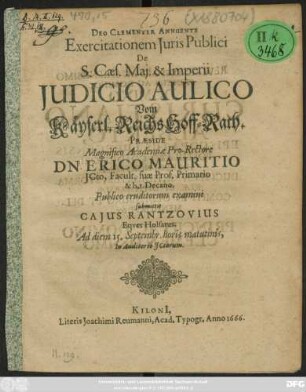 Deo Clementer Annuente
Exercitationem Juris Publici
De
S. Cæs. Maj. & Imperii
JUDICIO AULICO
Vom
Kayserl. Reichs Hoff-Rath.
Præside
Magnifico Academiæ Pro-Rectore
DN ERICO MAURITIO
JCto, Facult. suæ Prof. Primario
& h.t. Decano.
Publico eruditorum examini
submittit
CAJUS RANTZOVIUS
Eques Holsatus.
Ad diem 15. Septembr. horis matutinis,
In Auditorio JCtorum.
KILONI,
Literis Joachimi Reumanni, Acad. Typogr. Anno 1666.
II k
3468